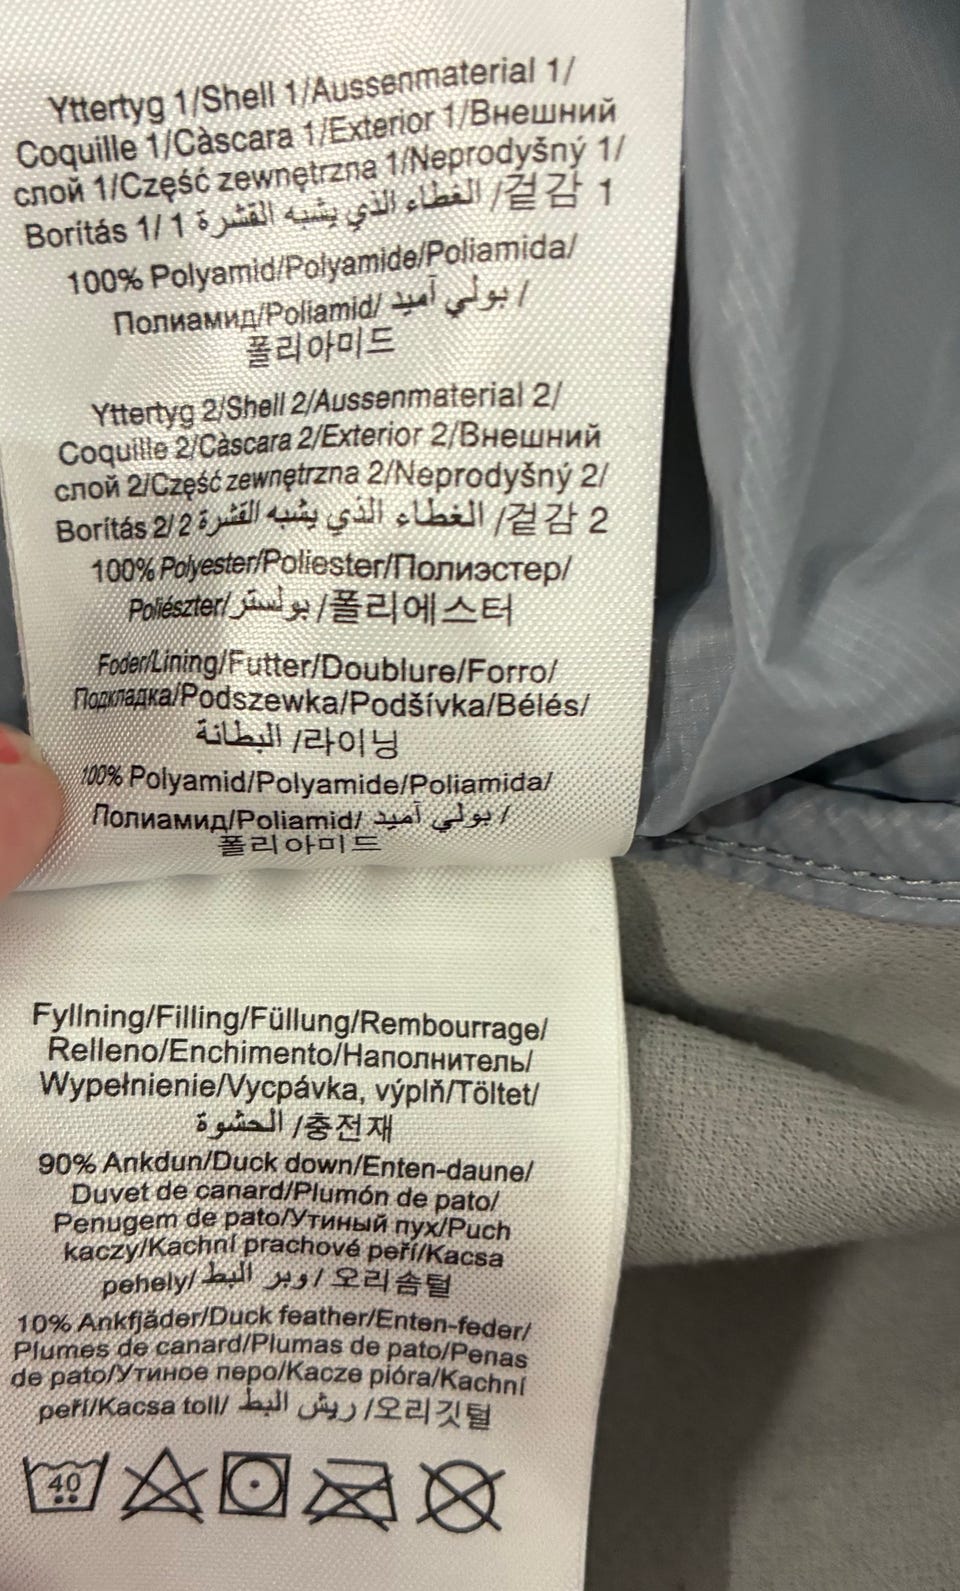 Yttertyg 1/Shell 1/Aussenmaterial 1/
Coquille 1/Càscara 1/Exterior 1/Внешний
слой 1/Część zewnętrzna 1/Neprodyšný 1/
Borítás 1/ 1 الغطاء الذي يشبه القشرة /겉감 1
100% Polyamid/Polyamide/Poliamida/
Полиамид/Poliamid/ بولي آميد /
폴리아미드
Yttertyg 2/Shell 2/Aussenmaterial 2/
Coquille 2/Càscara 2/Exterior 2/Внешний
слой 2/Część zewnętrzna 2/Neprodyšný 2/
Borítás 2/ 2 الغطاء الذي يشبه القشرة /겉감 2
100% Polyester/Poliester/Полиэстер/
Poliészter/ بولستر /폴리에스터
Foder/Lining/Futter/Doublure/Forro/
Подкладка/Podszewka/Podšívka/Bélés/
البطانة /라이닝
100% Polyamid/Polyamide/Poliamida/
Полиамид/Poliamid/ بولي آميد /
폴리아미드
Fyllning/Filling/Füllung/Rembourrage/
Relleno/Enchimento/Наполнитель/
Wypełnienie/Vycpávka, výplň/Töltet/
الحشوة /충전재
90% Ankdun/Duck down/Enten-daune/
Duvet de canard/Plumón de pato/
Penugem de pato/Утиный пух/Puch
kaczy/Kachní prachové peří/Kacsa
pehely/ وبر البط / 오리솜털
10% Ankfjäder/Duck feather/Enten-feder/
Plumes de canard/Plumas de pato/Penas
de pato/Утиное перо/Kacze pióra/Kachní
peří/Kacsa toll/ ريش البط /오리깃털
40